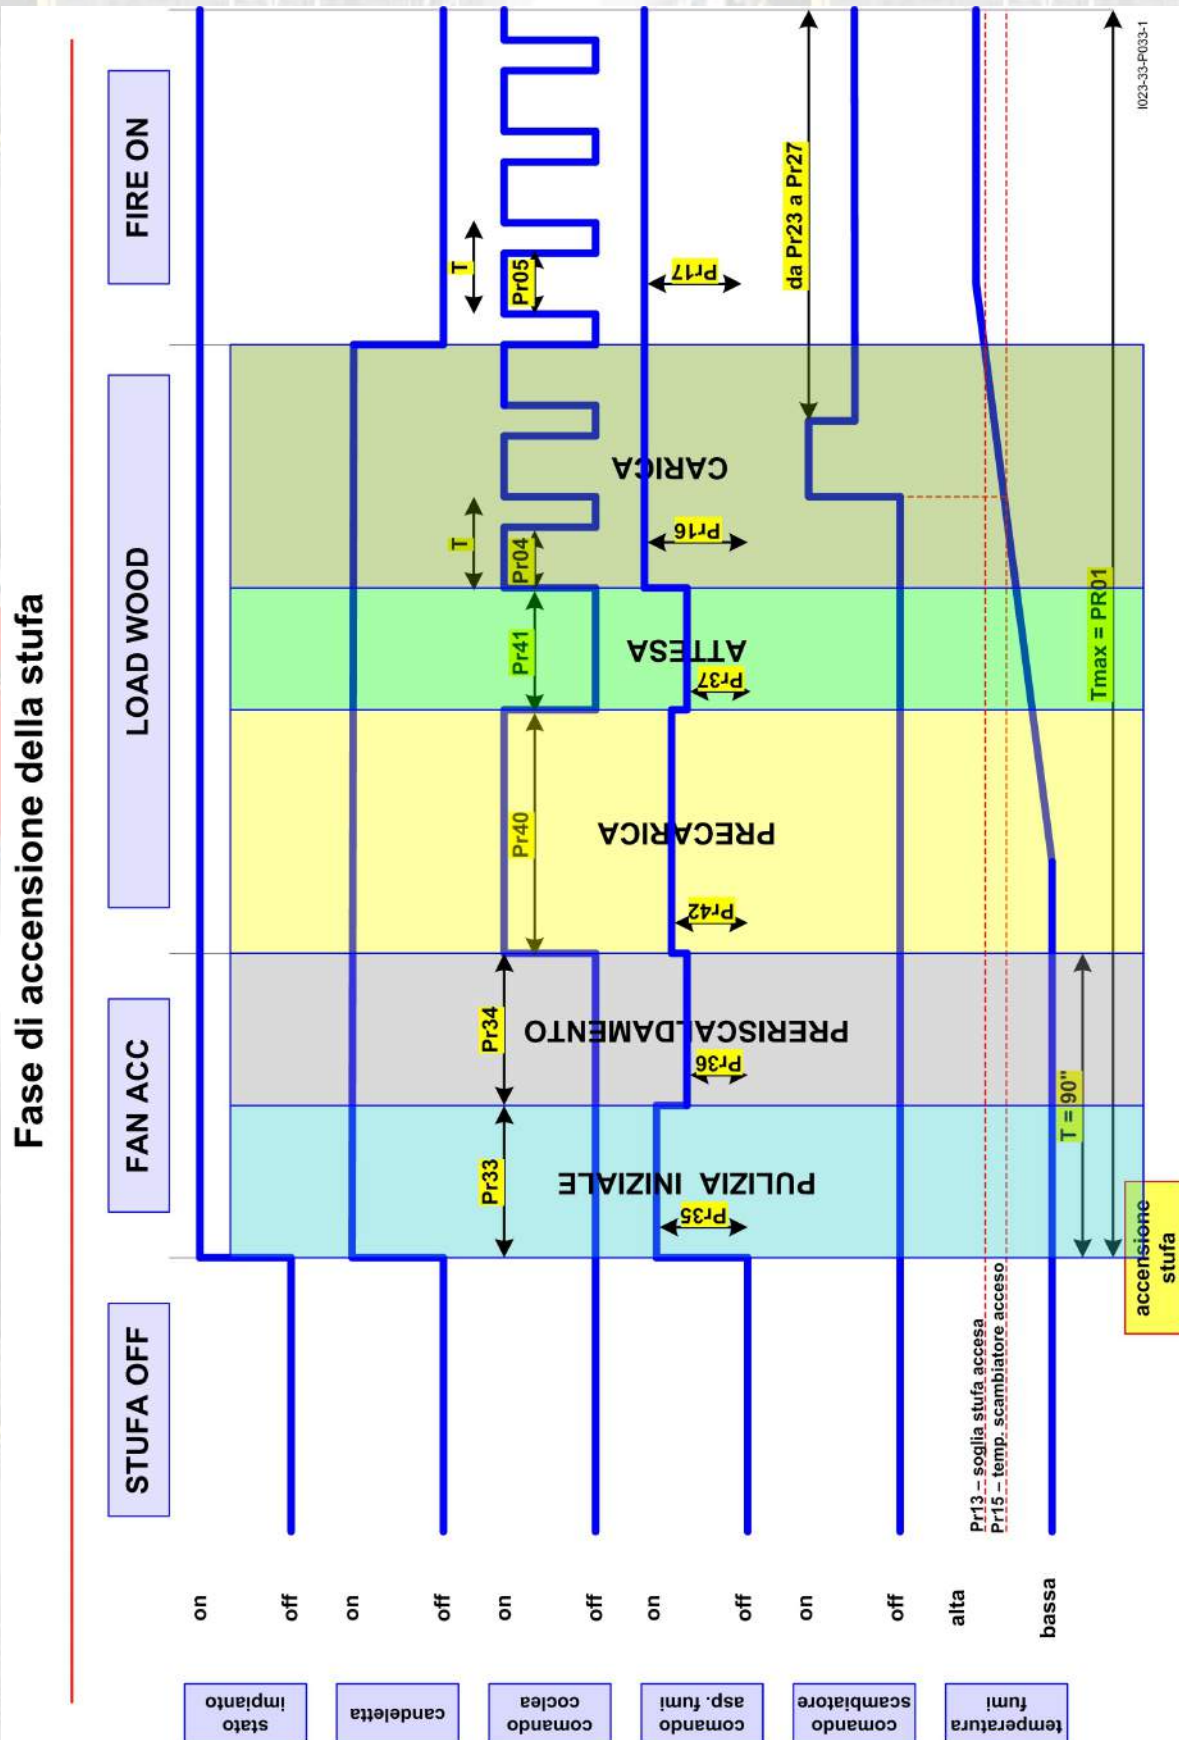 Fase di accensione della stufa
STUFA OFF
FAN ACC
LOAD WOOD
FIRE ON
stato
impianto
on
off
candeletta
on
off
comando
coclea
on
off
Pr33
Pr34
Pr40
Pr41
Pr04
T
Pr05
T
PULIZIA INIZIALE
PRERISCALDAMENTO
PRECARICA
ATTESA
CARICA
comando
asp. fumi
on
off
Pr35
Pr36
Pr42
Pr37
Pr16
Pr17
comando
scambiatore
on
off
da Pr23 a Pr27
temperatura
fumi
alta
bassa
Pr13 – soglia stufa accesa
Pr15 – temp. scambiatore acceso
T = 90"
Tmax = PR01
accensione
stufa
I023-33-P033-1